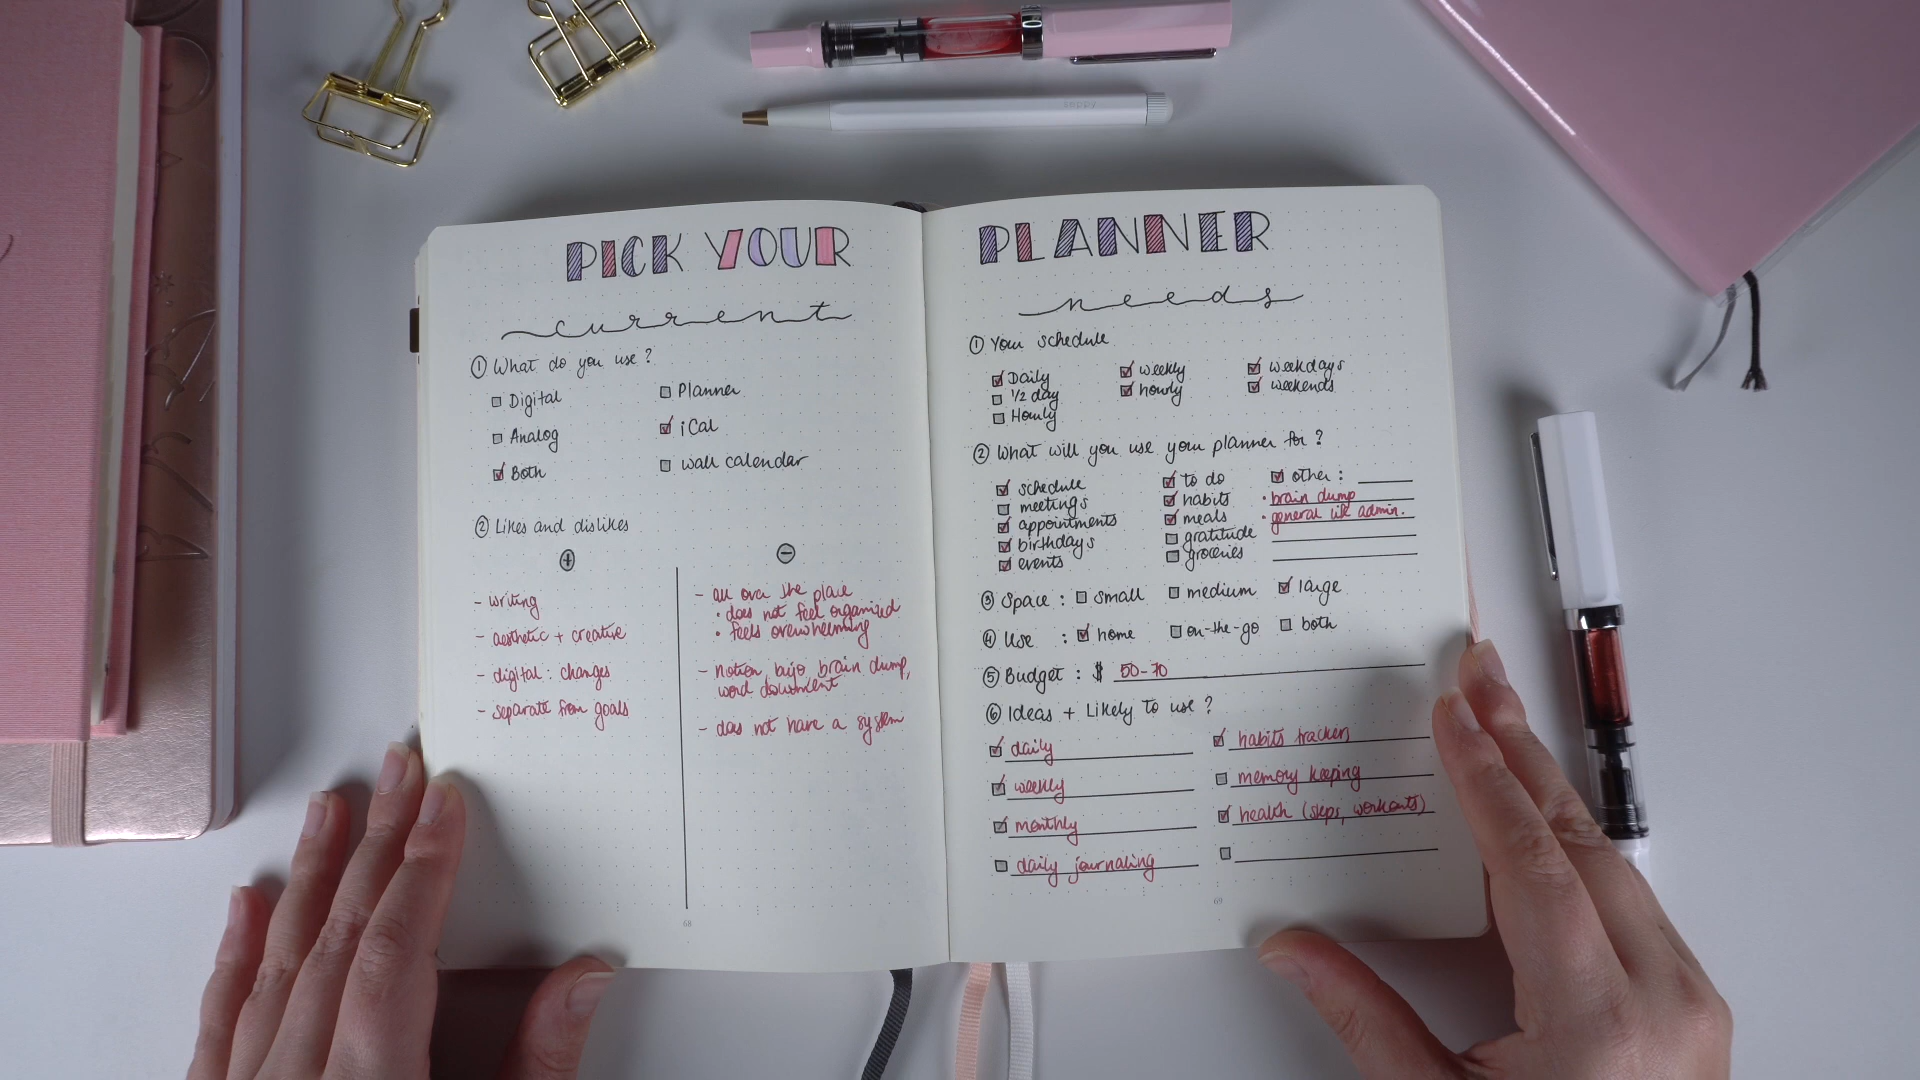 PICK YOUR
current
① What do you use?
☐ Digital
☐ Analog
☑ Both
☐ Planner
☑ iCal
☐ wall calendar
② Likes and dislikes
+
- writing
- aesthetic + creative
- digital: changes
- separate from goals
−
- all over the place
• does not feel organized
• feels overwhelming
- notion, bujo, brain dump,
word document
- does not have a system
68
PLANNER
needs
① Your schedule
☑ Daily
☐ 1/2 day
☐ Hourly
☑ weekly
☑ hourly
☑ weekdays
☑ weekends
② What will you use your planner for?
☑ schedule
☐ meetings
☑ appointments
☑ birthdays
☑ events
☑ to do
☑ habits
☑ meals
☐ gratitude
☐ groceries
☑ other:
• brain dump
• general life admin.
③ Space: ☐ small ☐ medium ☑ large
④ Use: ☑ home ☐ on-the-go ☐ both
⑤ Budget: $ 50-70
⑥ Ideas + Likely to use?
☑ daily
☑ weekly
☑ monthly
☐ daily journaling
☑ habits tracker
☐ memory keeping
☑ health (steps, workouts)
69